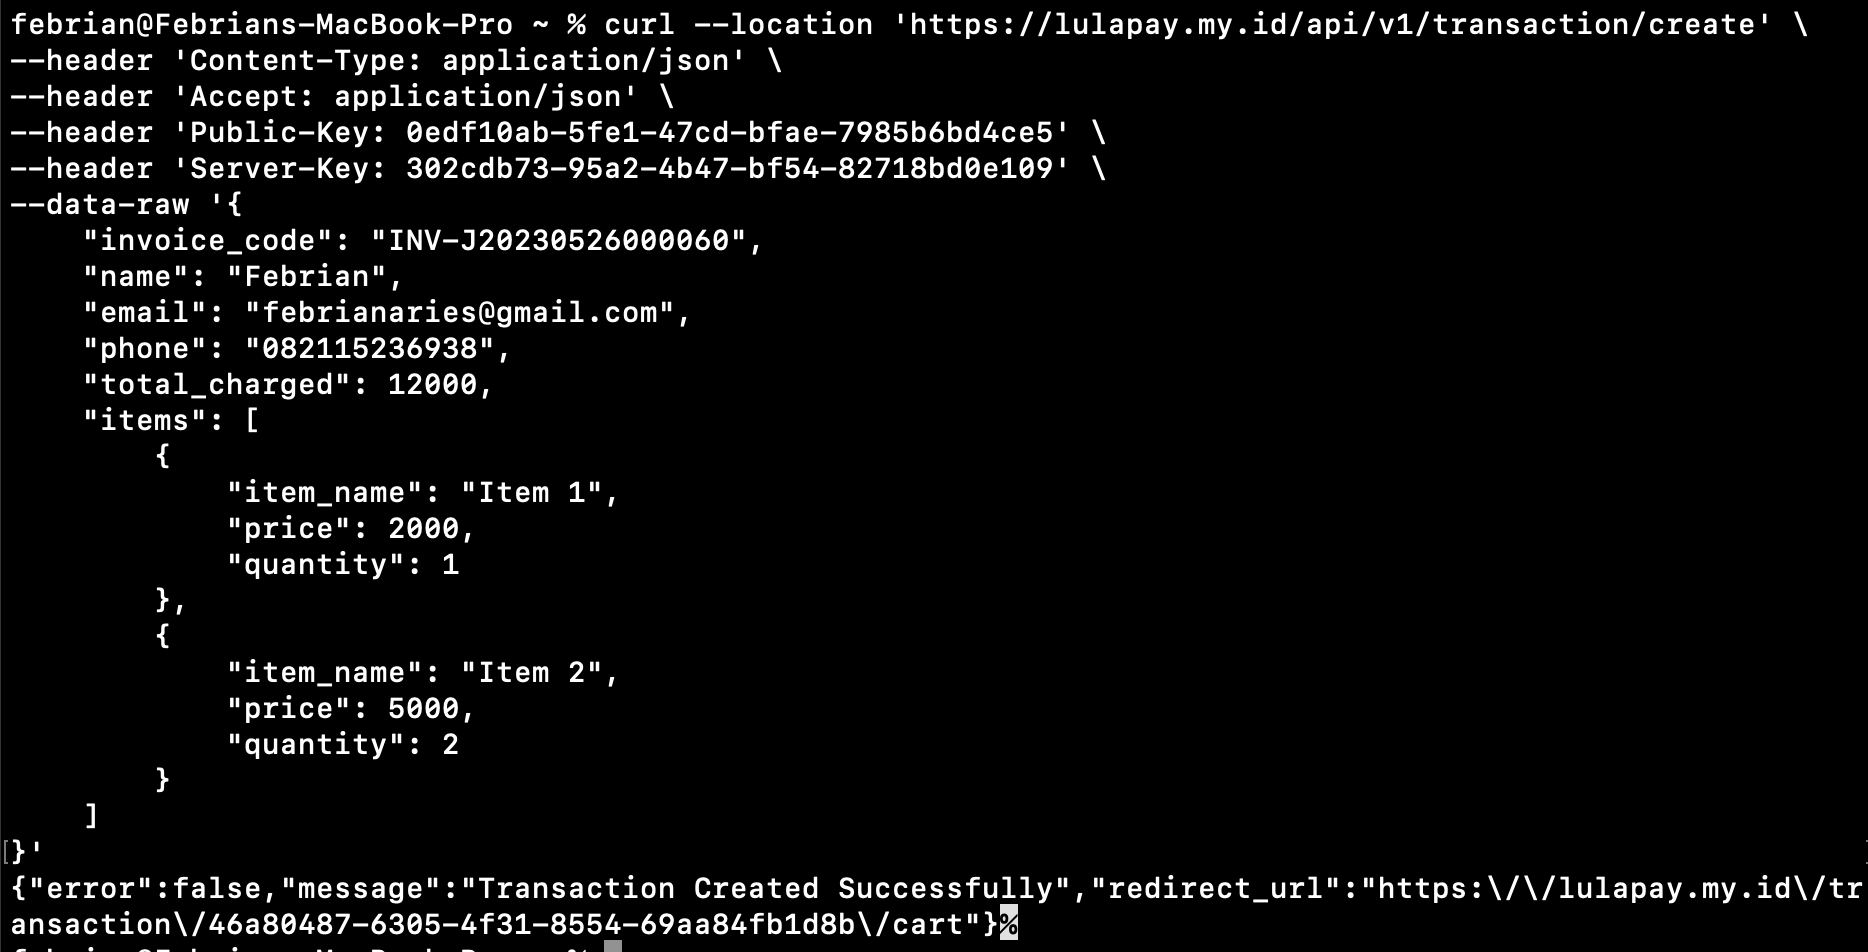 febrian@Febrians-MacBook-Pro ~ % curl --location 'https://lulapay.my.id/api/v1/transaction/create' \
--header 'Content-Type: application/json' \
--header 'Accept: application/json' \
--header 'Public-Key: 0edf10ab-5fe1-47cd-bfae-7985b6bd4ce5' \
--header 'Server-Key: 302cdb73-95a2-4b47-bf54-82718bd0e109' \
--data-raw '{
    "invoice_code": "INV-J20230526000060",
    "name": "Febrian",
    "email": "febrianaries@gmail.com",
    "phone": "082115236938",
    "total_charged": 12000,
    "items": [
        {
            "item_name": "Item 1",
            "price": 2000,
            "quantity": 1
        },
        {
            "item_name": "Item 2",
            "price": 5000,
            "quantity": 2
        }
    ]
}'
{"error":false,"message":"Transaction Created Successfully","redirect_url":"https:\/\/lulapay.my.id\/tr
ansaction\/46a80487-6305-4f31-8554-69aa84fb1d8b\/cart"}%